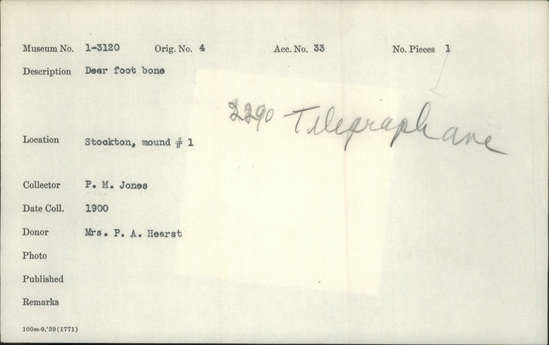 Museum No. 1-3120 Orig. No. 4 Acc. No. 33 No. Pieces 1
Description Deer foot bone
2290 Telegraph ave
Location Stockton, mound # 1
Collector P. M. Jones
Date Coll. 1900
Donor Mrs. P. A. Hearst
Photo
Published
Remarks
100m-9,'39(1771)